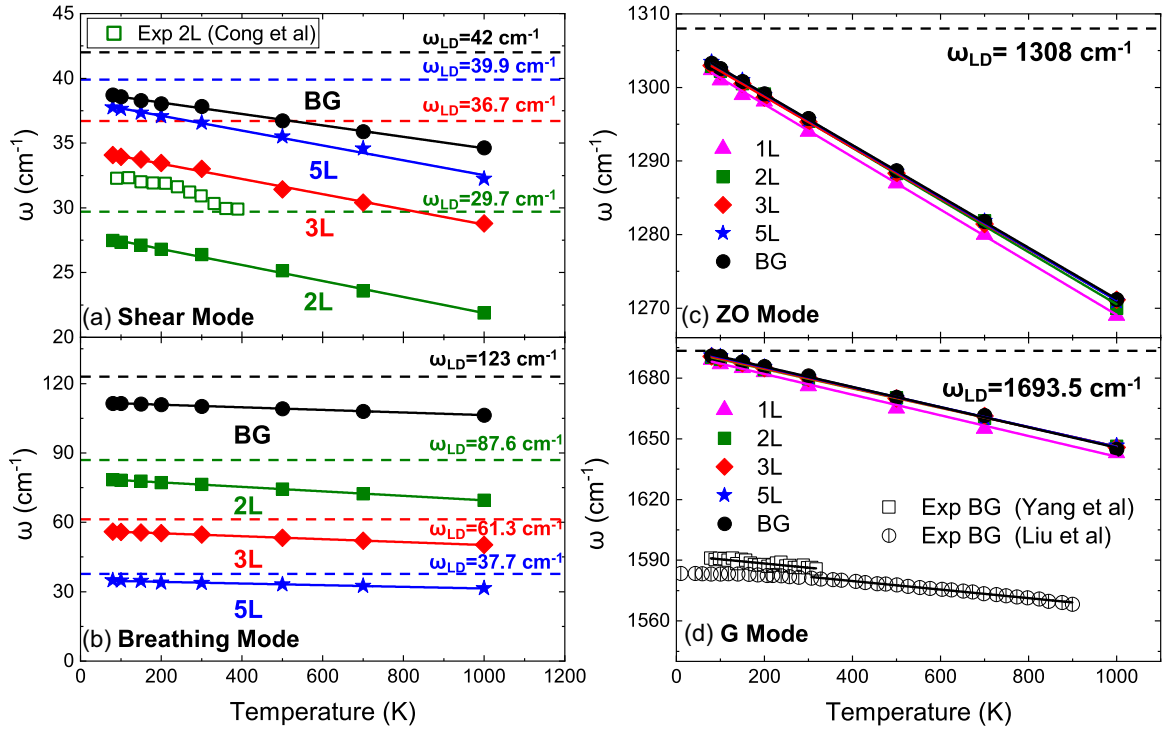 Exp 2L (Cong et al)
ω_LD=42 cm⁻¹
ω_LD=39.9 cm⁻¹
BG
ω_LD=36.7 cm⁻¹
5L
ω_LD=29.7 cm⁻¹
3L
2L
(a) Shear Mode
45
40
35
30
25
20
ω (cm⁻¹)
ω_LD=123 cm⁻¹
BG
ω_LD=87.6 cm⁻¹
2L
ω_LD=61.3 cm⁻¹
3L
ω_LD=37.7 cm⁻¹
5L
(b) Breathing Mode
120
90
60
30
0
ω (cm⁻¹)
0 200 400 600 800 1000 1200
Temperature (K)
1310
1300
1290
1280
1270
ω (cm⁻¹)
ω_LD= 1308 cm⁻¹
1L
2L
3L
5L
BG
(c) ZO Mode
1680
1650
1620
1590
1560
ω (cm⁻¹)
ω_LD=1693.5 cm⁻¹
1L
2L
3L
5L
BG
Exp BG (Yang et al)
Exp BG (Liu et al)
(d) G Mode
0 200 400 600 800 1000
Temperature (K)